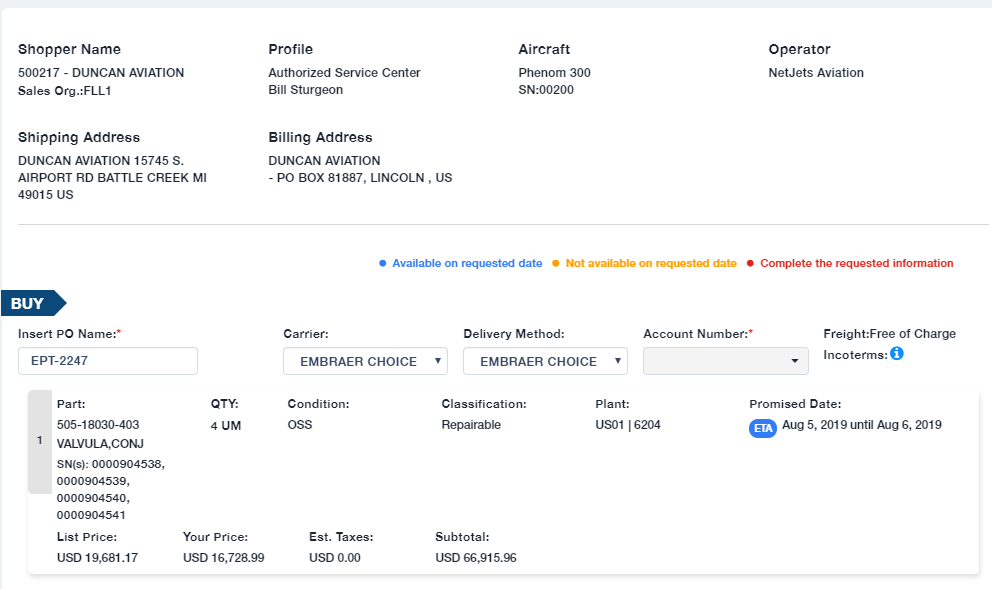 Shopper Name
500217 - DUNCAN AVIATION
Sales Org.:FLL1
Profile
Authorized Service Center
Bill Sturgeon
Aircraft
Phenom 300
SN:00200
Operator
NetJets Aviation
Shipping Address
DUNCAN AVIATION 15745 S.
AIRPORT RD BATTLE CREEK MI
49015 US
Billing Address
DUNCAN AVIATION
- PO BOX 81887, LINCOLN , US
Available on requested date
Not available on requested date
Complete the requested information
BUY
Insert PO Name:*
EPT-2247
Carrier:
EMBRAER CHOICE
Delivery Method:
EMBRAER CHOICE
Account Number:*
Freight:Free of Charge
Incoterms: i
1
Part:
505-18030-403
VALVULA,CONJ
SN(s): 0000904538,
0000904539,
0000904540,
0000904541
QTY:
4 UM
Condition:
OSS
Classification:
Repairable
Plant:
US01 | 6204
Promised Date:
ETA Aug 5, 2019 until Aug 6, 2019
List Price:
USD 19,681.17
Your Price:
USD 16,728.99
Est. Taxes:
USD 0.00
Subtotal:
USD 66,915.96